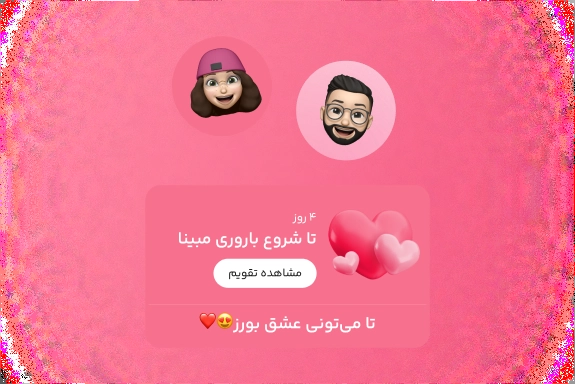 ۴ روز
تا شروع باروری مبینا
مشاهده تقویم
تا می‌تونی عشق بورز😍❤️